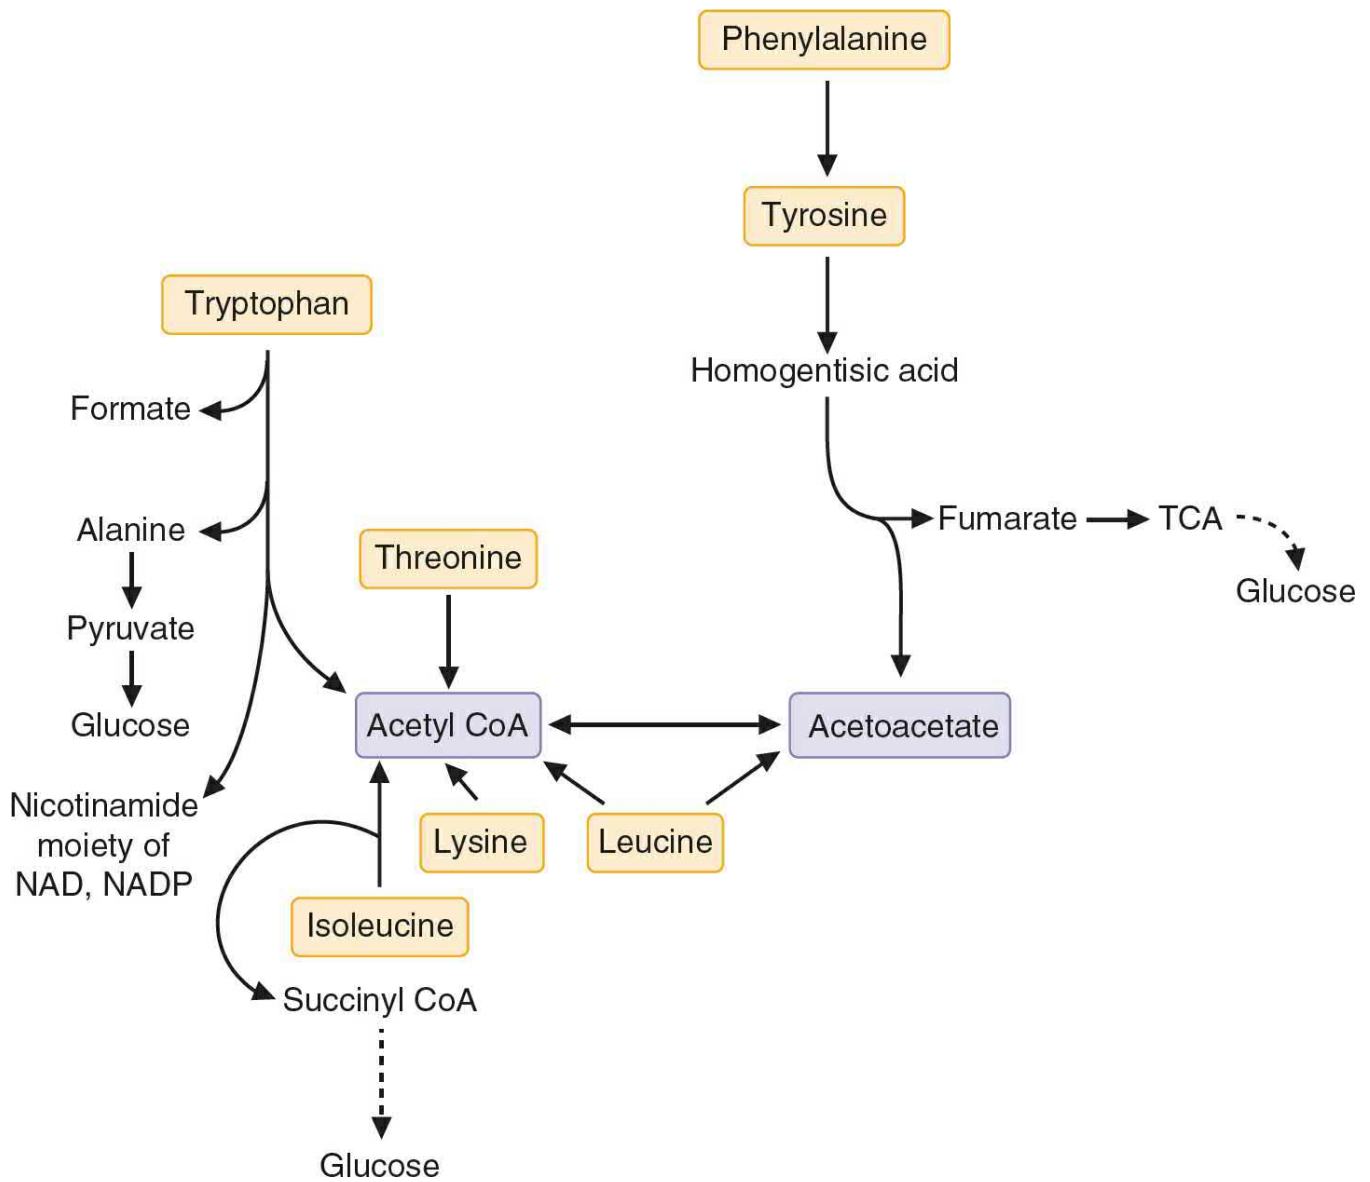 Phenylalanine
Tyrosine
Tryptophan
Homogentisic acid
Formate
Fumarate
TCA
Alanine
Threonine
Glucose
Pyruvate
Glucose
Acetyl CoA
Acetoacetate
Nicotinamide
moiety of
NAD, NADP
Lysine
Leucine
Isoleucine
Succinyl CoA
Glucose